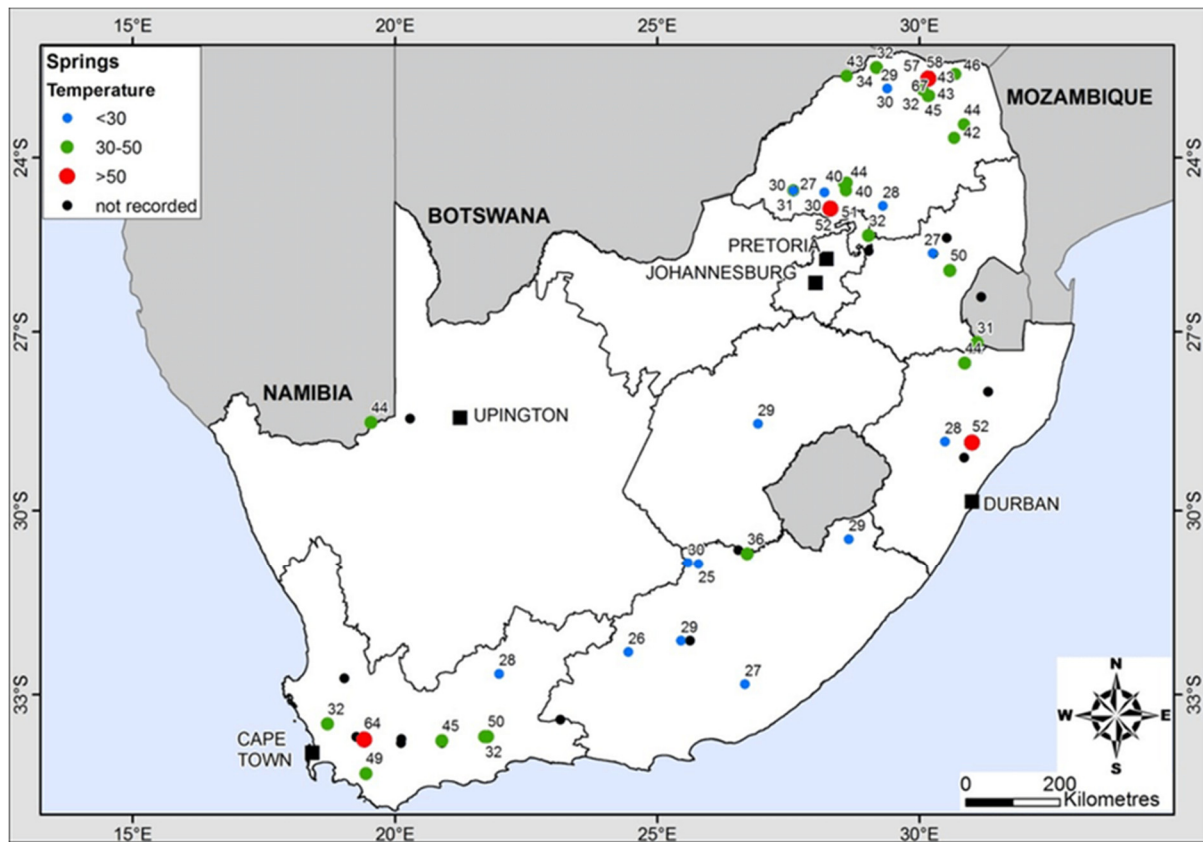 15°E 20°E 25°E 30°E
Springs
Temperature
<30
30-50
>50
not recorded
24°S
27°S
30°S
33°S
24°S
27°S
30°S
33°S
BOTSWANA
MOZAMBIQUE
NAMIBIA
43
32
34
29
30
57
58
46
67
43
32
45
43
44
42
30
27
40
44
31
30
51
40
28
52
32
PRETORIA
JOHANNESBURG
27
50
31
44
44
UPINGTON
29
28
52
DURBAN
29
36
30
25
26
29
27
28
32
64
45
50
32
49
CAPE
TOWN
N
W E
S
0 200
Kilometres
15°E 20°E 25°E 30°E